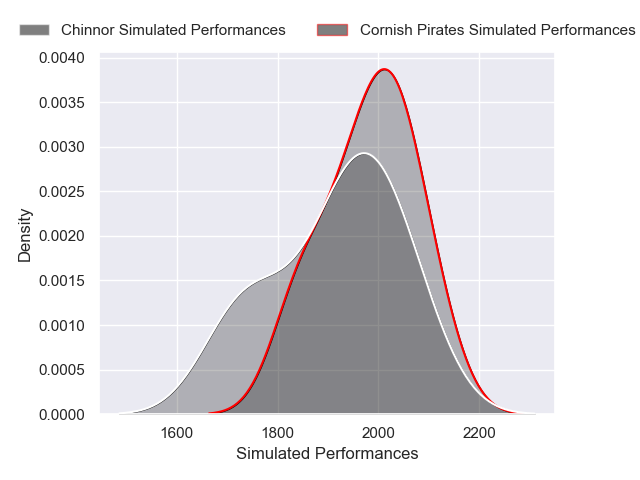 Chinnor Simulated Performances Cornish Pirates Simulated Performances
0.0040
0.0035
0.0030
0.0025
0.0020
0.0015
0.0010
0.0005
0.0000
Density
1600 1800 2000 2200
Simulated Performances